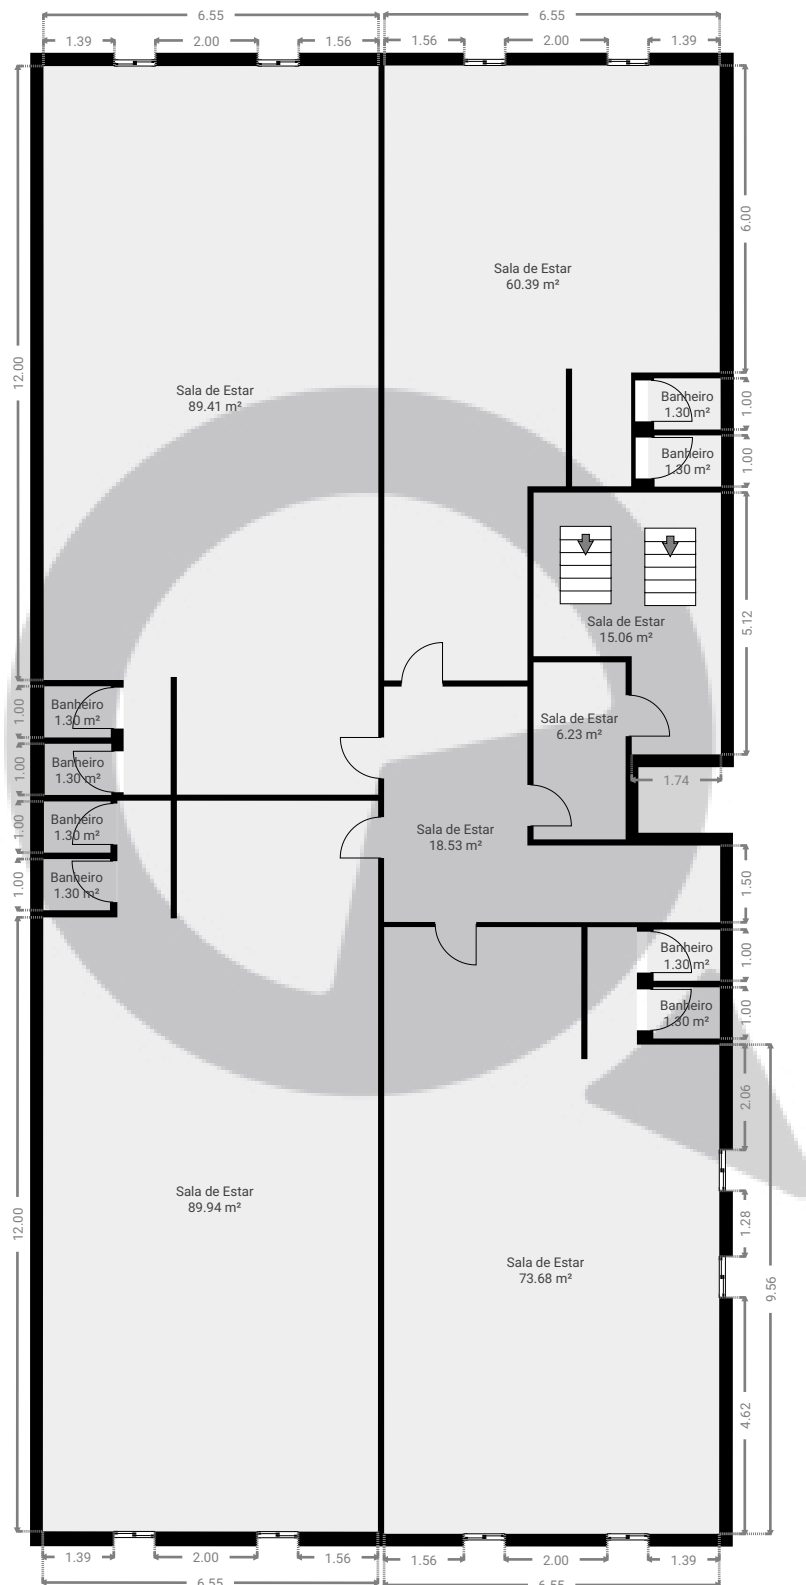 6.55
6.55
1.39
2.00
1.56
1.56
2.00
1.39
6.00
12.00
Sala de Estar
60.39 m²
Sala de Estar
89.41 m²
Banheiro
1.30 m²
1.00
Banheiro
1.30 m²
1.00
Sala de Estar
15.06 m²
5.12
Banheiro
1.30 m²
1.00
Sala de Estar
6.23 m²
Banheiro
1.30 m²
1.00
1.74
Banheiro
1.30 m²
1.00
Sala de Estar
18.53 m²
Banheiro
1.30 m²
1.00
1.50
Banheiro
1.30 m²
1.00
Banheiro
1.30 m²
1.00
2.06
Sala de Estar
89.94 m²
12.00
1.28
Sala de Estar
73.68 m²
9.56
4.62
1.39
2.00
1.56
1.56
2.00
1.39
6.55
6.55